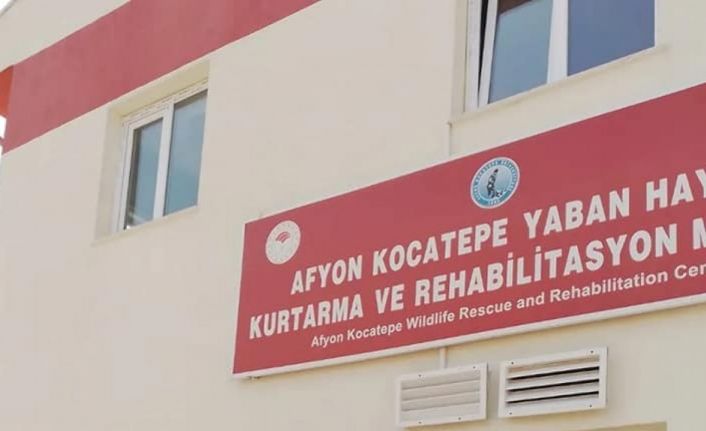 AFYON KOCATEPE YABAN HAY
KURTARMA VE REHABİLİTASYON M
Afyon Kocatepe Wildlife Rescue and Rehabilitation Cen